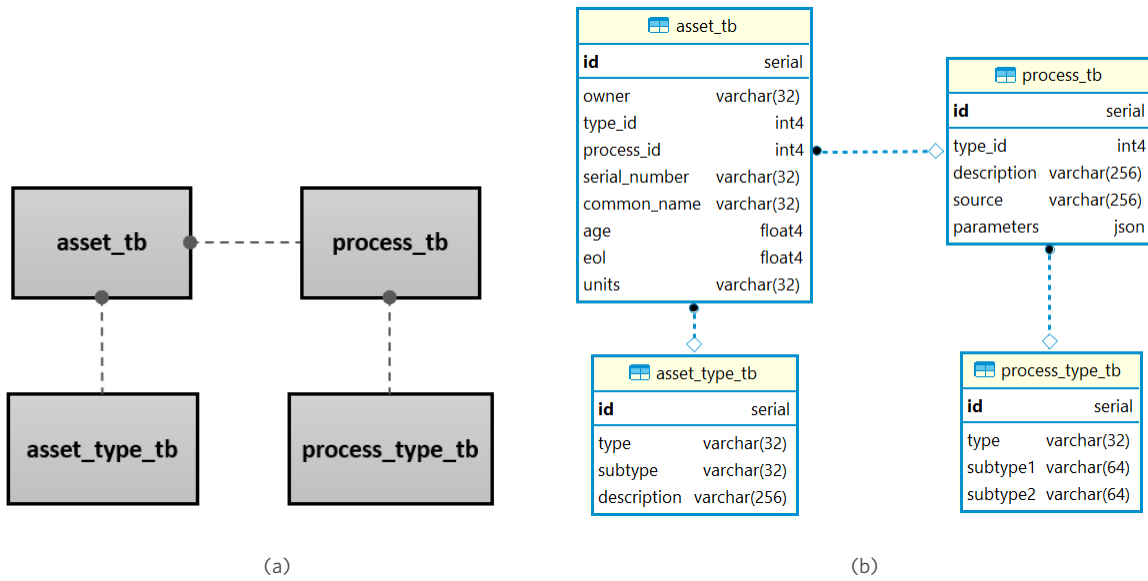 asset_tb
process_tb
asset_type_tb
process_type_tb
(a)
asset_tb
id serial
owner varchar(32)
type_id int4
process_id int4
serial_number varchar(32)
common_name varchar(32)
age float4
eol float4
units varchar(32)
process_tb
id serial
type_id int4
description varchar(256)
source varchar(256)
parameters json
asset_type_tb
id serial
type varchar(32)
subtype varchar(32)
description varchar(256)
process_type_tb
id serial
type varchar(32)
subtype1 varchar(64)
subtype2 varchar(64)
(b)